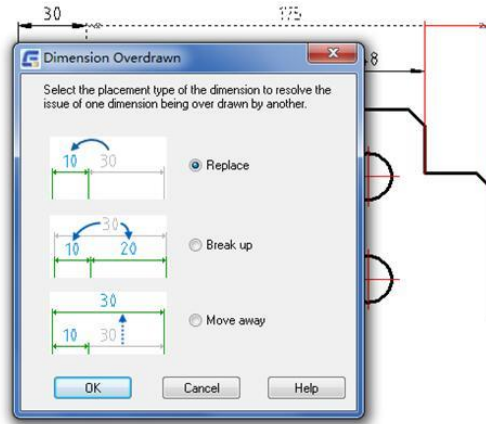 30
175
Dimension Overdrawn
48
Select the placement type of the dimension to resolve the
issue of one dimension being over drawn by another.
10 30
Replace
30
10 20
Break up
30
10 30
Move away
OK Cancel Help